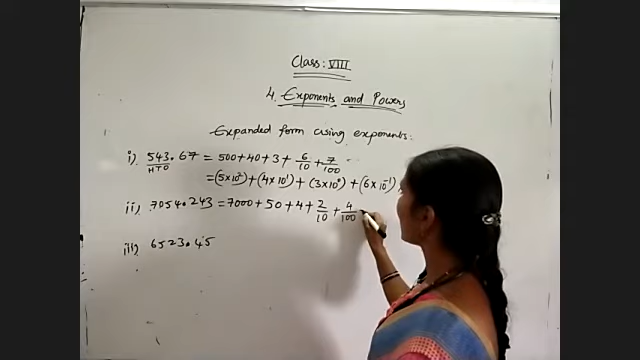 Class: VIII
4. Exponents and Powers
Expanded form using exponents:
i) 543.67 = 500 + 40 + 3 + 6/10 + 7/100
HTO
= (5×10²) + (4×10¹) + (3×10⁰) + (6×10⁻¹)
ii) 7054.243 = 7000 + 50 + 4 + 2/10 + 4/100
iii) 6523.45